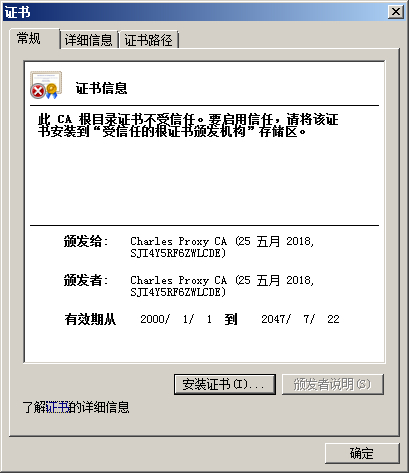 证书
常规
详细信息
证书路径
证书信息
此 CA 根目录证书不受信任。要启用信任，请将该证
书安装到“受信任的根证书颁发机构”存储区。
颁发给: Charles Proxy CA (25 五月 2018,
SJI4Y5RF6ZWLCDE)
颁发者: Charles Proxy CA (25 五月 2018,
SJI4Y5RF6ZWLCDE)
有效期从 2000/ 1/ 1 到 2047/ 7/ 22
安装证书(I)...
颁发者说明(S)
了解证书的详细信息
确定